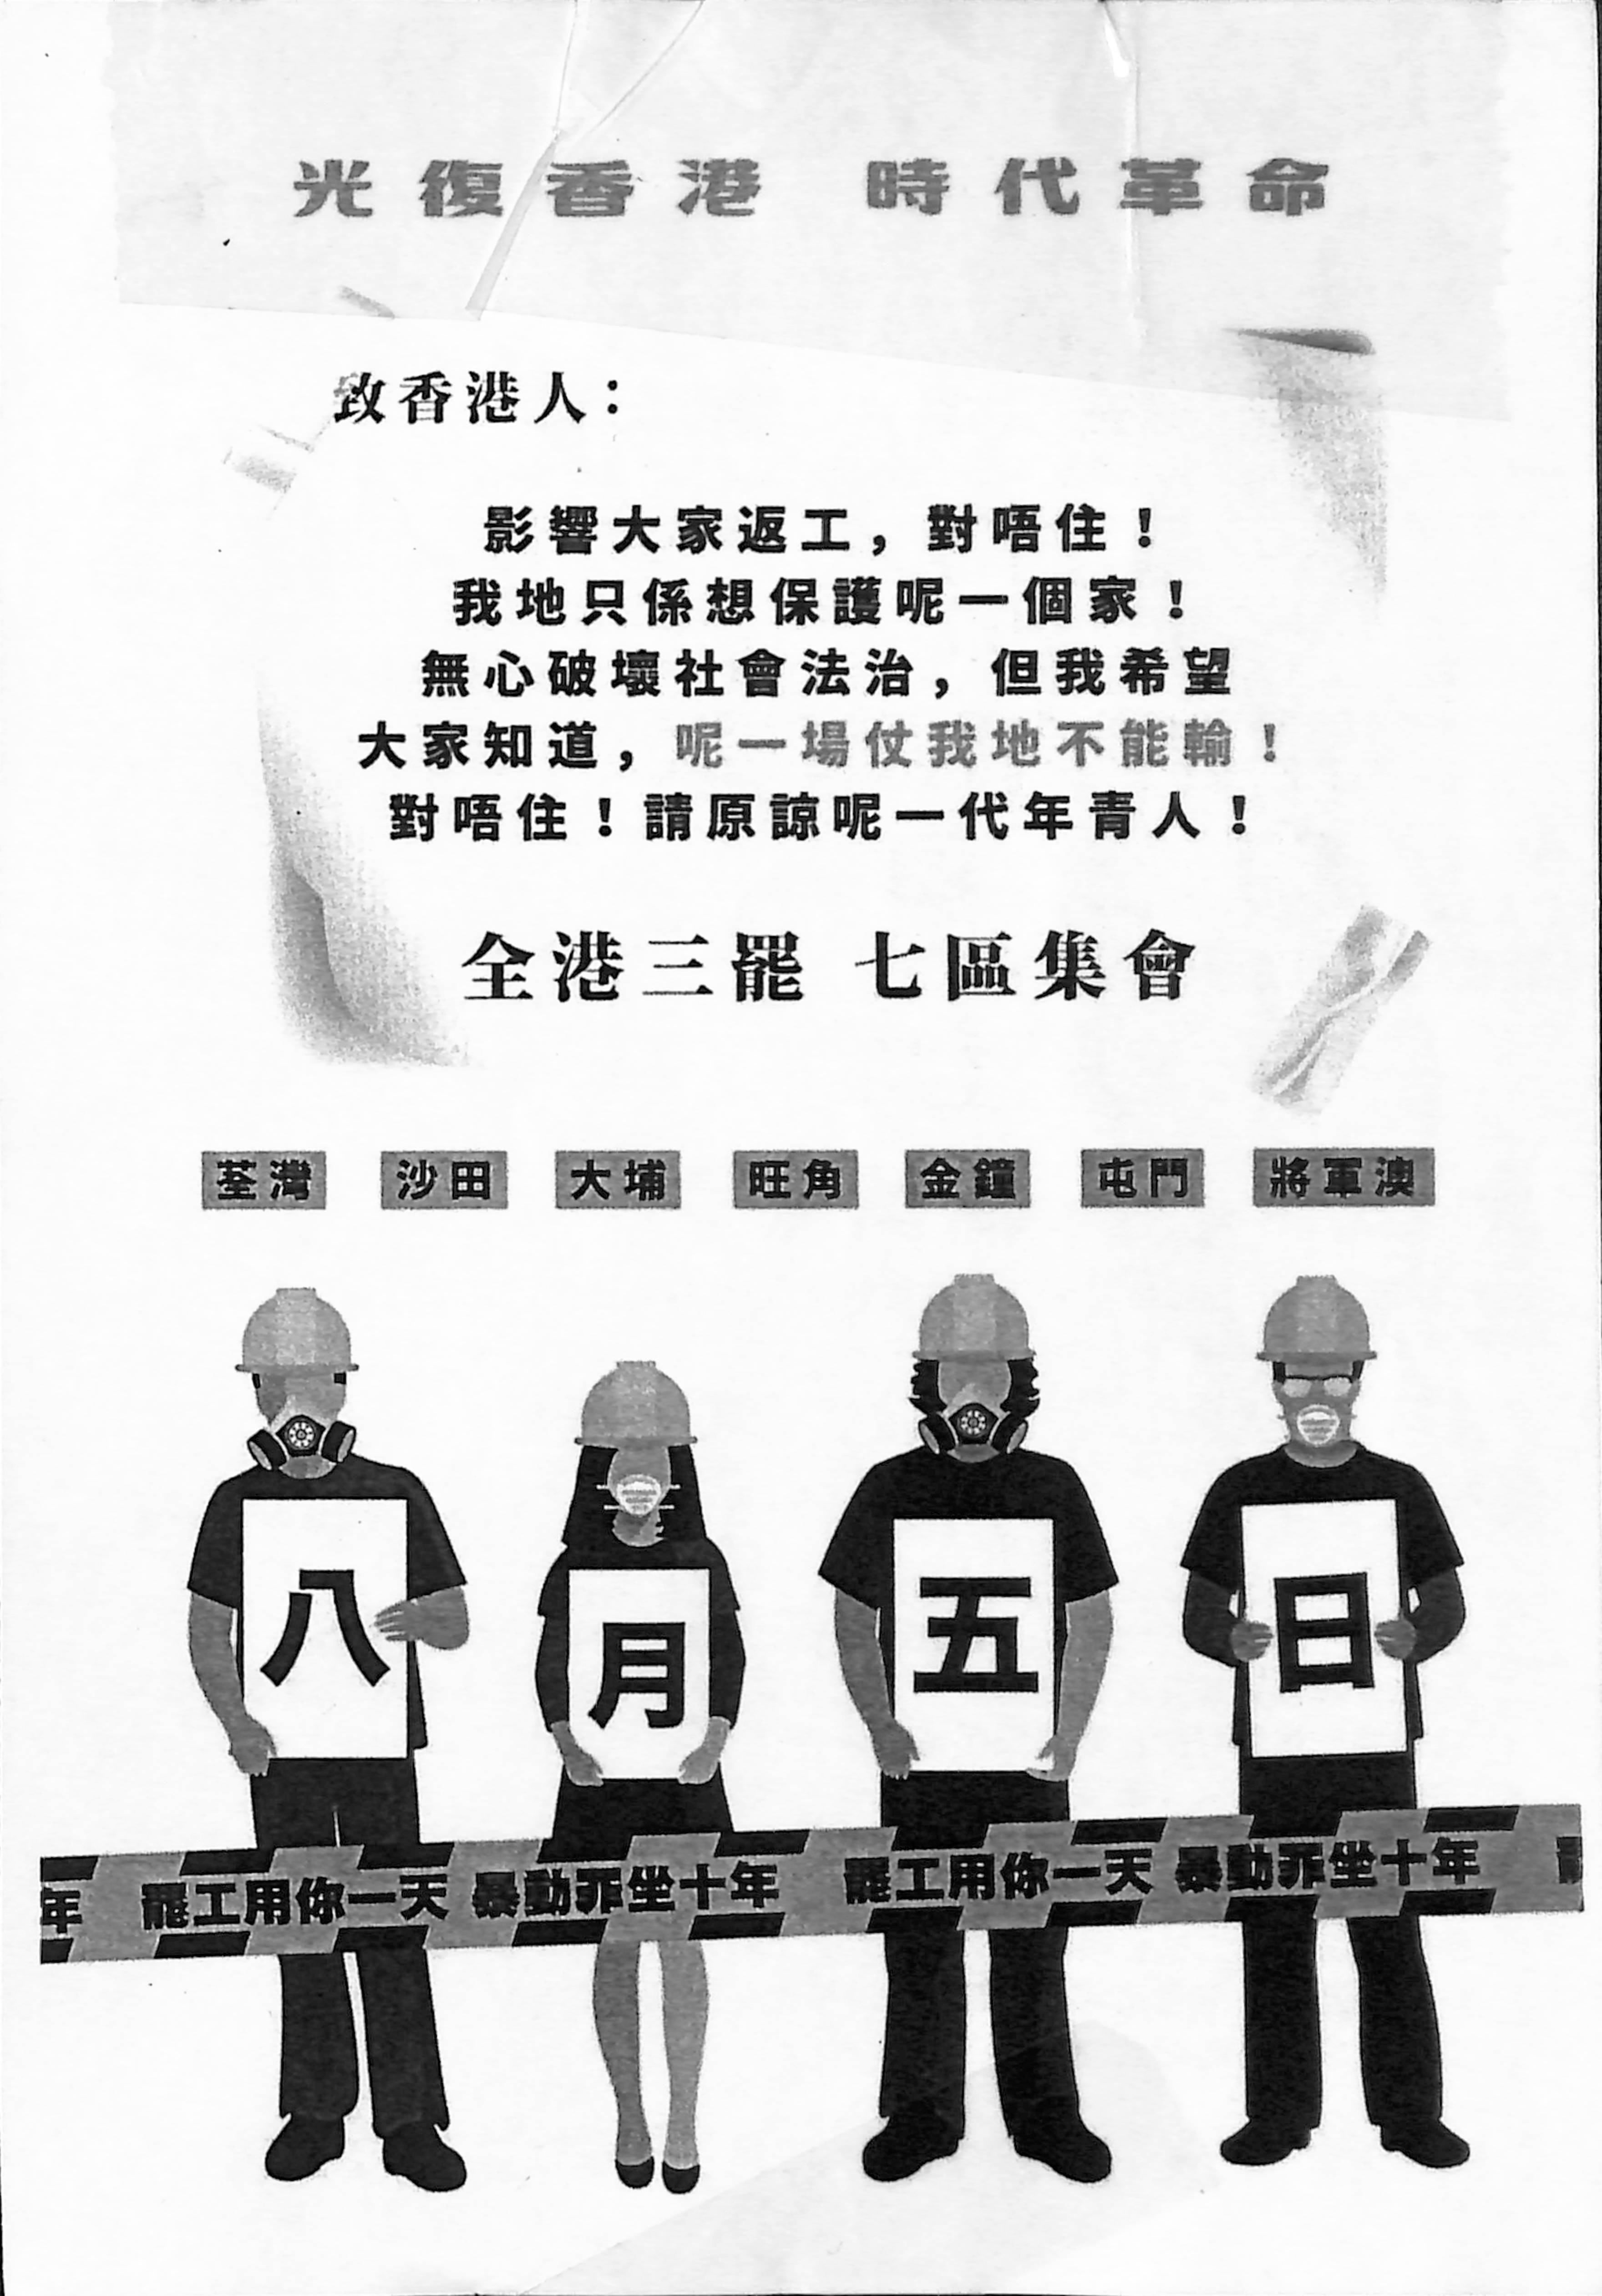 光復香港 時代革命
致香港人：
影響大家返工，對唔住！
我地只係想保護呢一個家！
無心破壞社會法治，但我希望
大家知道，呢一場仗我地不能輸！
對唔住！請原諒呢一代年青人！
全港三罷 七區集會
荃灣 沙田 大埔 旺角 金鐘 屯門 將軍澳
八 月 五 日
年 罷工用你一天 暴動罪坐十年 罷工用你一天 暴動罪坐十年